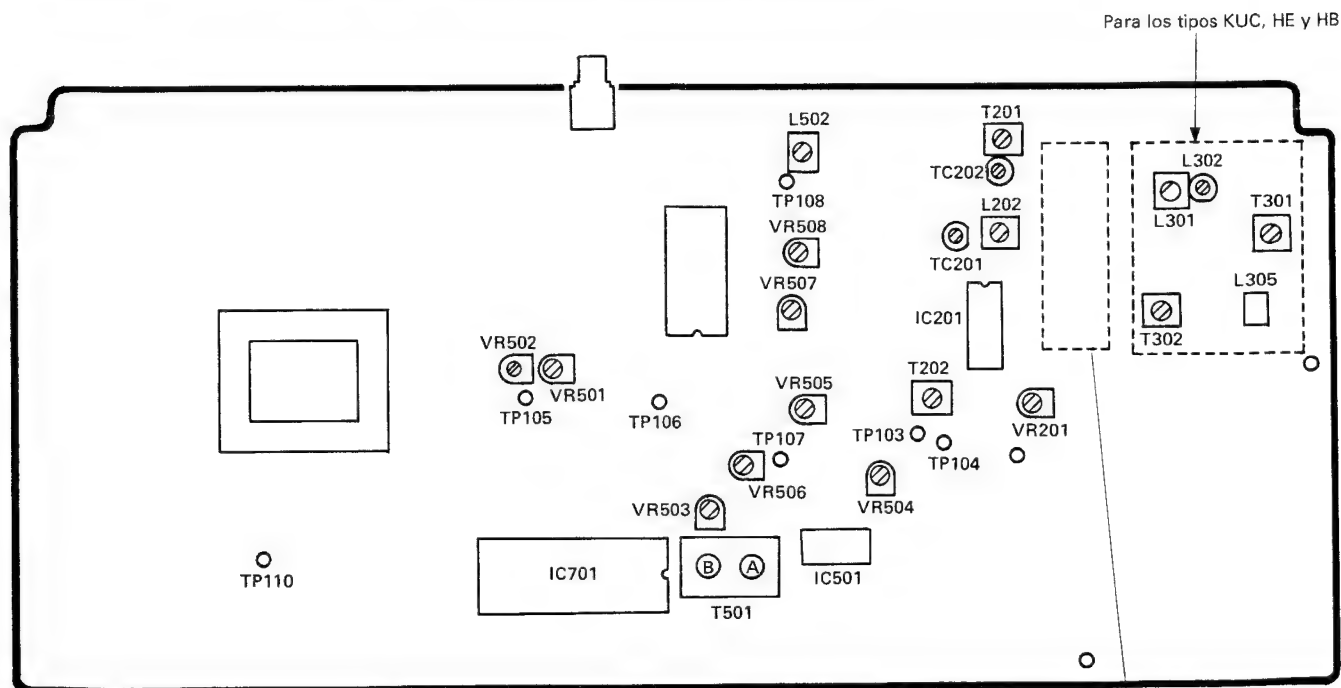 Para los tipos KUC, HE y HB
L502
T201
TC202
L302
TP108
L301
T301
L202
VR508
TC201
VR507
L305
IC201
T302
VR502
VR501
T202
TP105
TP106
VR505
VR201
TP107
TP103
TP104
VR506
VR504
VR503
TP110
IC701
B
A
IC501
T501